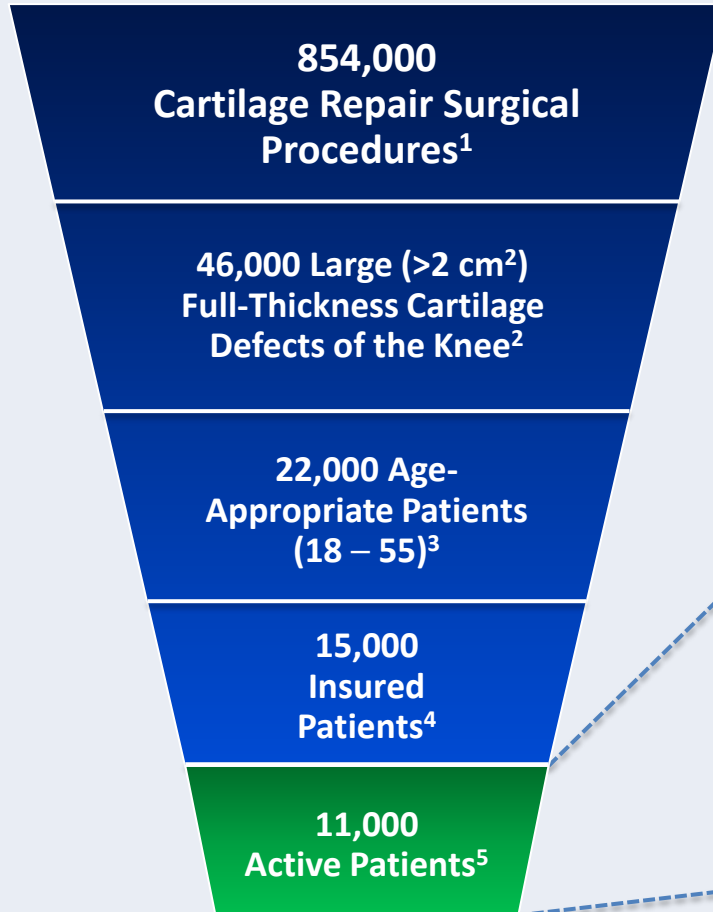 854,000
Cartilage Repair Surgical
Procedures¹
46,000 Large (>2 cm²)
Full-Thickness Cartilage
Defects of the Knee²
22,000 Age-
Appropriate Patients
(18 – 55)³
15,000
Insured
Patients⁴
11,000
Active Patients⁵